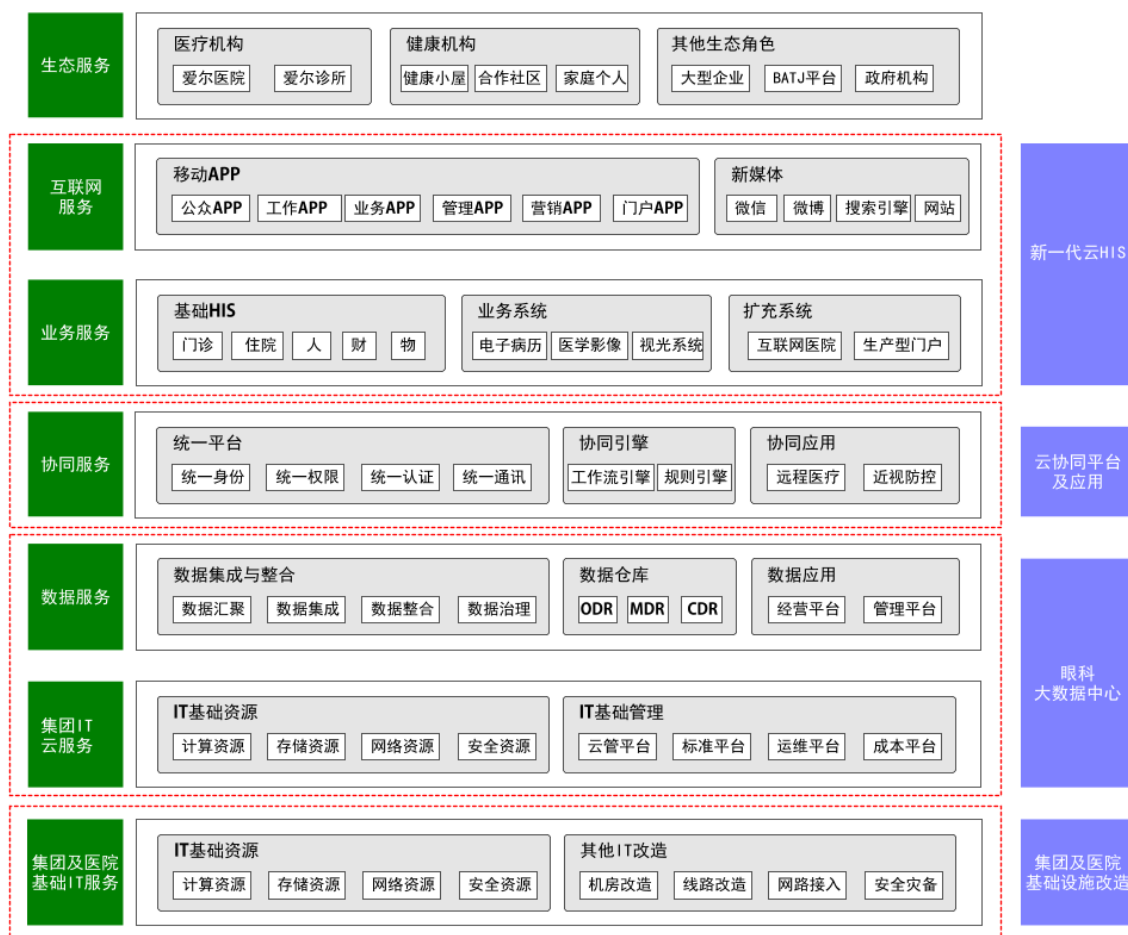 生态服务
医疗机构
爱尔医院
爱尔诊所
健康机构
健康小屋
合作社区
家庭个人
其他生态角色
大型企业
BATJ平台
政府机构
互联网
服务
移动APP
公众APP
工作APP
业务APP
管理APP
营销APP
门户APP
新媒体
微信
微博
搜索引擎
网站
新一代云HIS
业务服务
基础HIS
门诊
住院
人
财
物
业务系统
电子病历
医学影像
视光系统
扩充系统
互联网医院
生产型门户
协同服务
统一平台
统一身份
统一权限
统一认证
统一通讯
协同引擎
工作流引擎
规则引擎
协同应用
远程医疗
近视防控
云协同平台
及应用
数据服务
数据集成与整合
数据汇聚
数据集成
数据整合
数据治理
数据仓库
ODR
MDR
CDR
数据应用
经营平台
管理平台
眼科
大数据中心
集团IT
云服务
IT基础资源
计算资源
存储资源
网络资源
安全资源
IT基础管理
云管平台
标准平台
运维平台
成本平台
集团及医院
基础IT服务
IT基础资源
计算资源
存储资源
网络资源
安全资源
其他IT改造
机房改造
线路改造
网路接入
安全灾备
集团及医院
基础设施改造